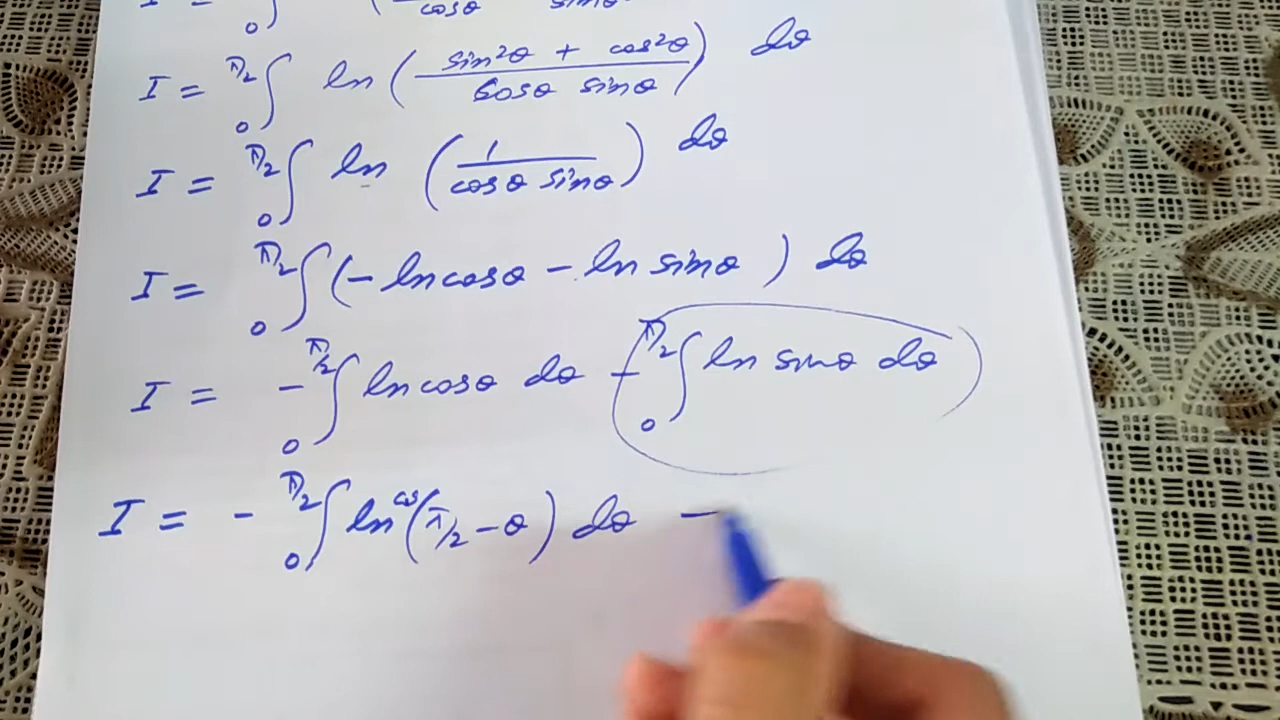 I = ∫ ( cosθ sinθ
I = π/2 ∫ 0 ln ( sin²θ + cos²θ / cosθ sinθ ) dθ
I = π/2 ∫ 0 ln ( 1 / cosθ sinθ ) dθ
I = π/2 ∫ 0 (- ln cosθ - ln sinθ ) dθ
I = - π/2 ∫ 0 ln cosθ dθ - π/2 ∫ 0 ln sinθ dθ
I = - π/2 ∫ 0 ln cos (π/2 - θ) dθ -